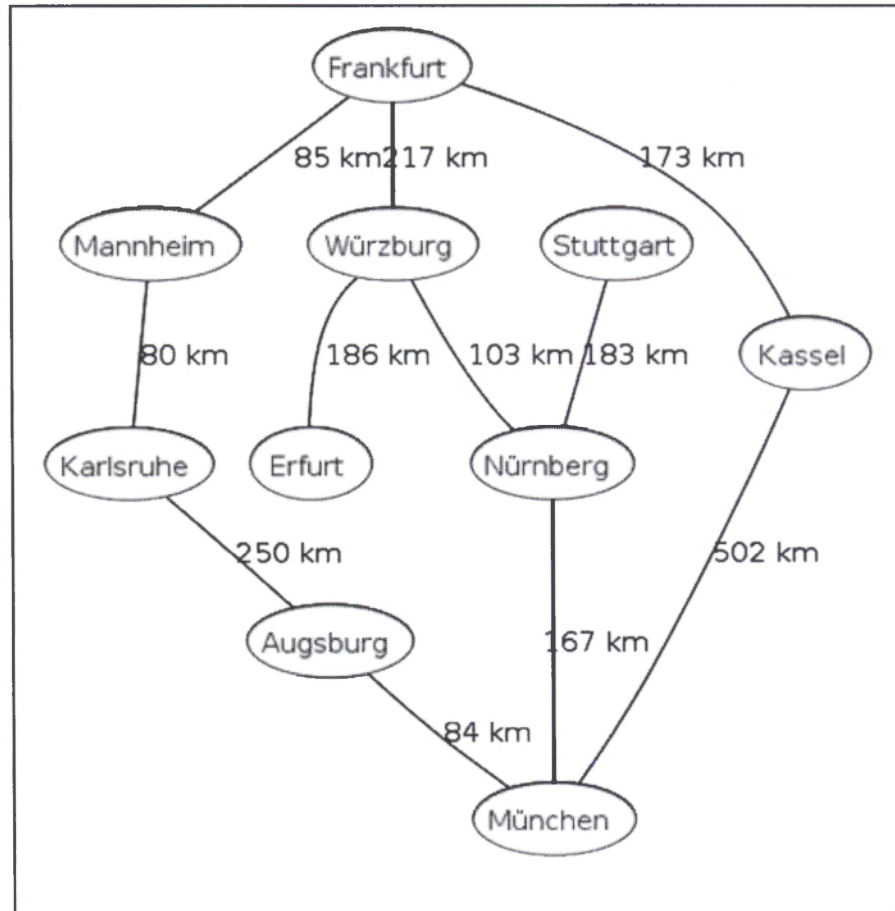 Frankfurt
85 km
217 km
173 km
Mannheim
Würzburg
Stuttgart
80 km
186 km
103 km
183 km
Kassel
Karlsruhe
Erfurt
Nürnberg
250 km
502 km
Augsburg
167 km
84 km
München